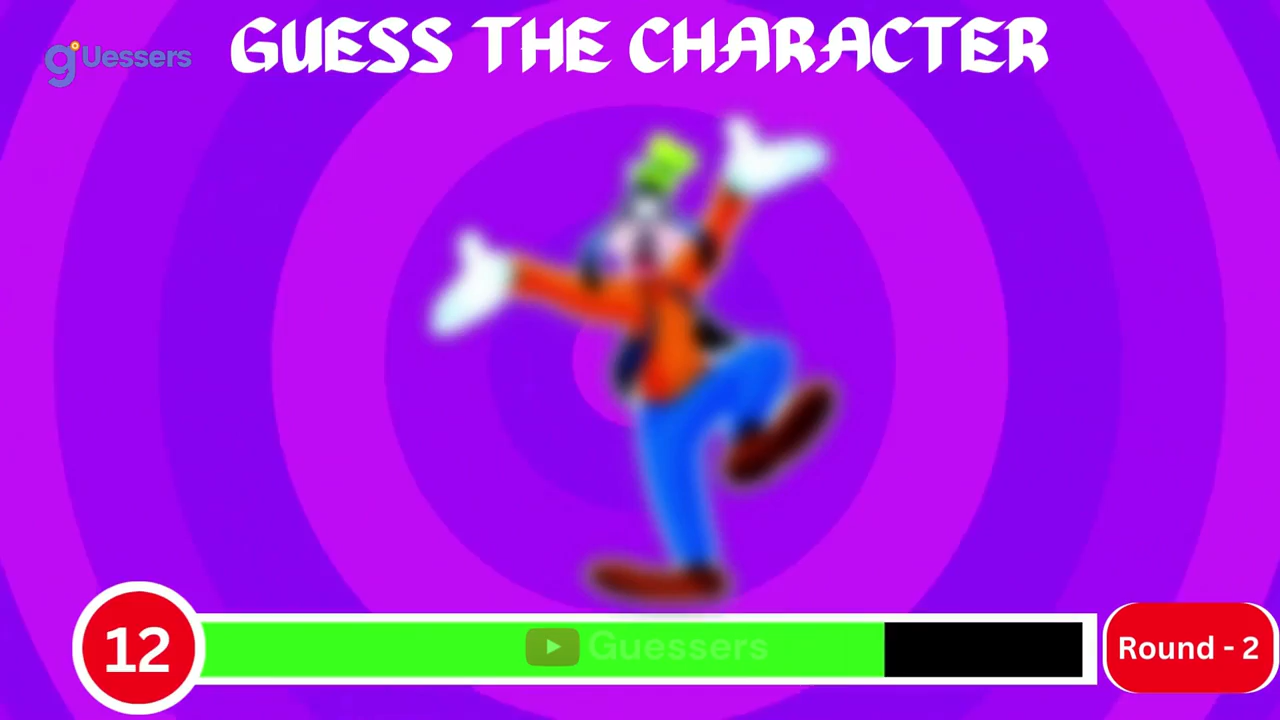 GUESS THE CHARACTER
gUessers
12
Guessers
Round - 2